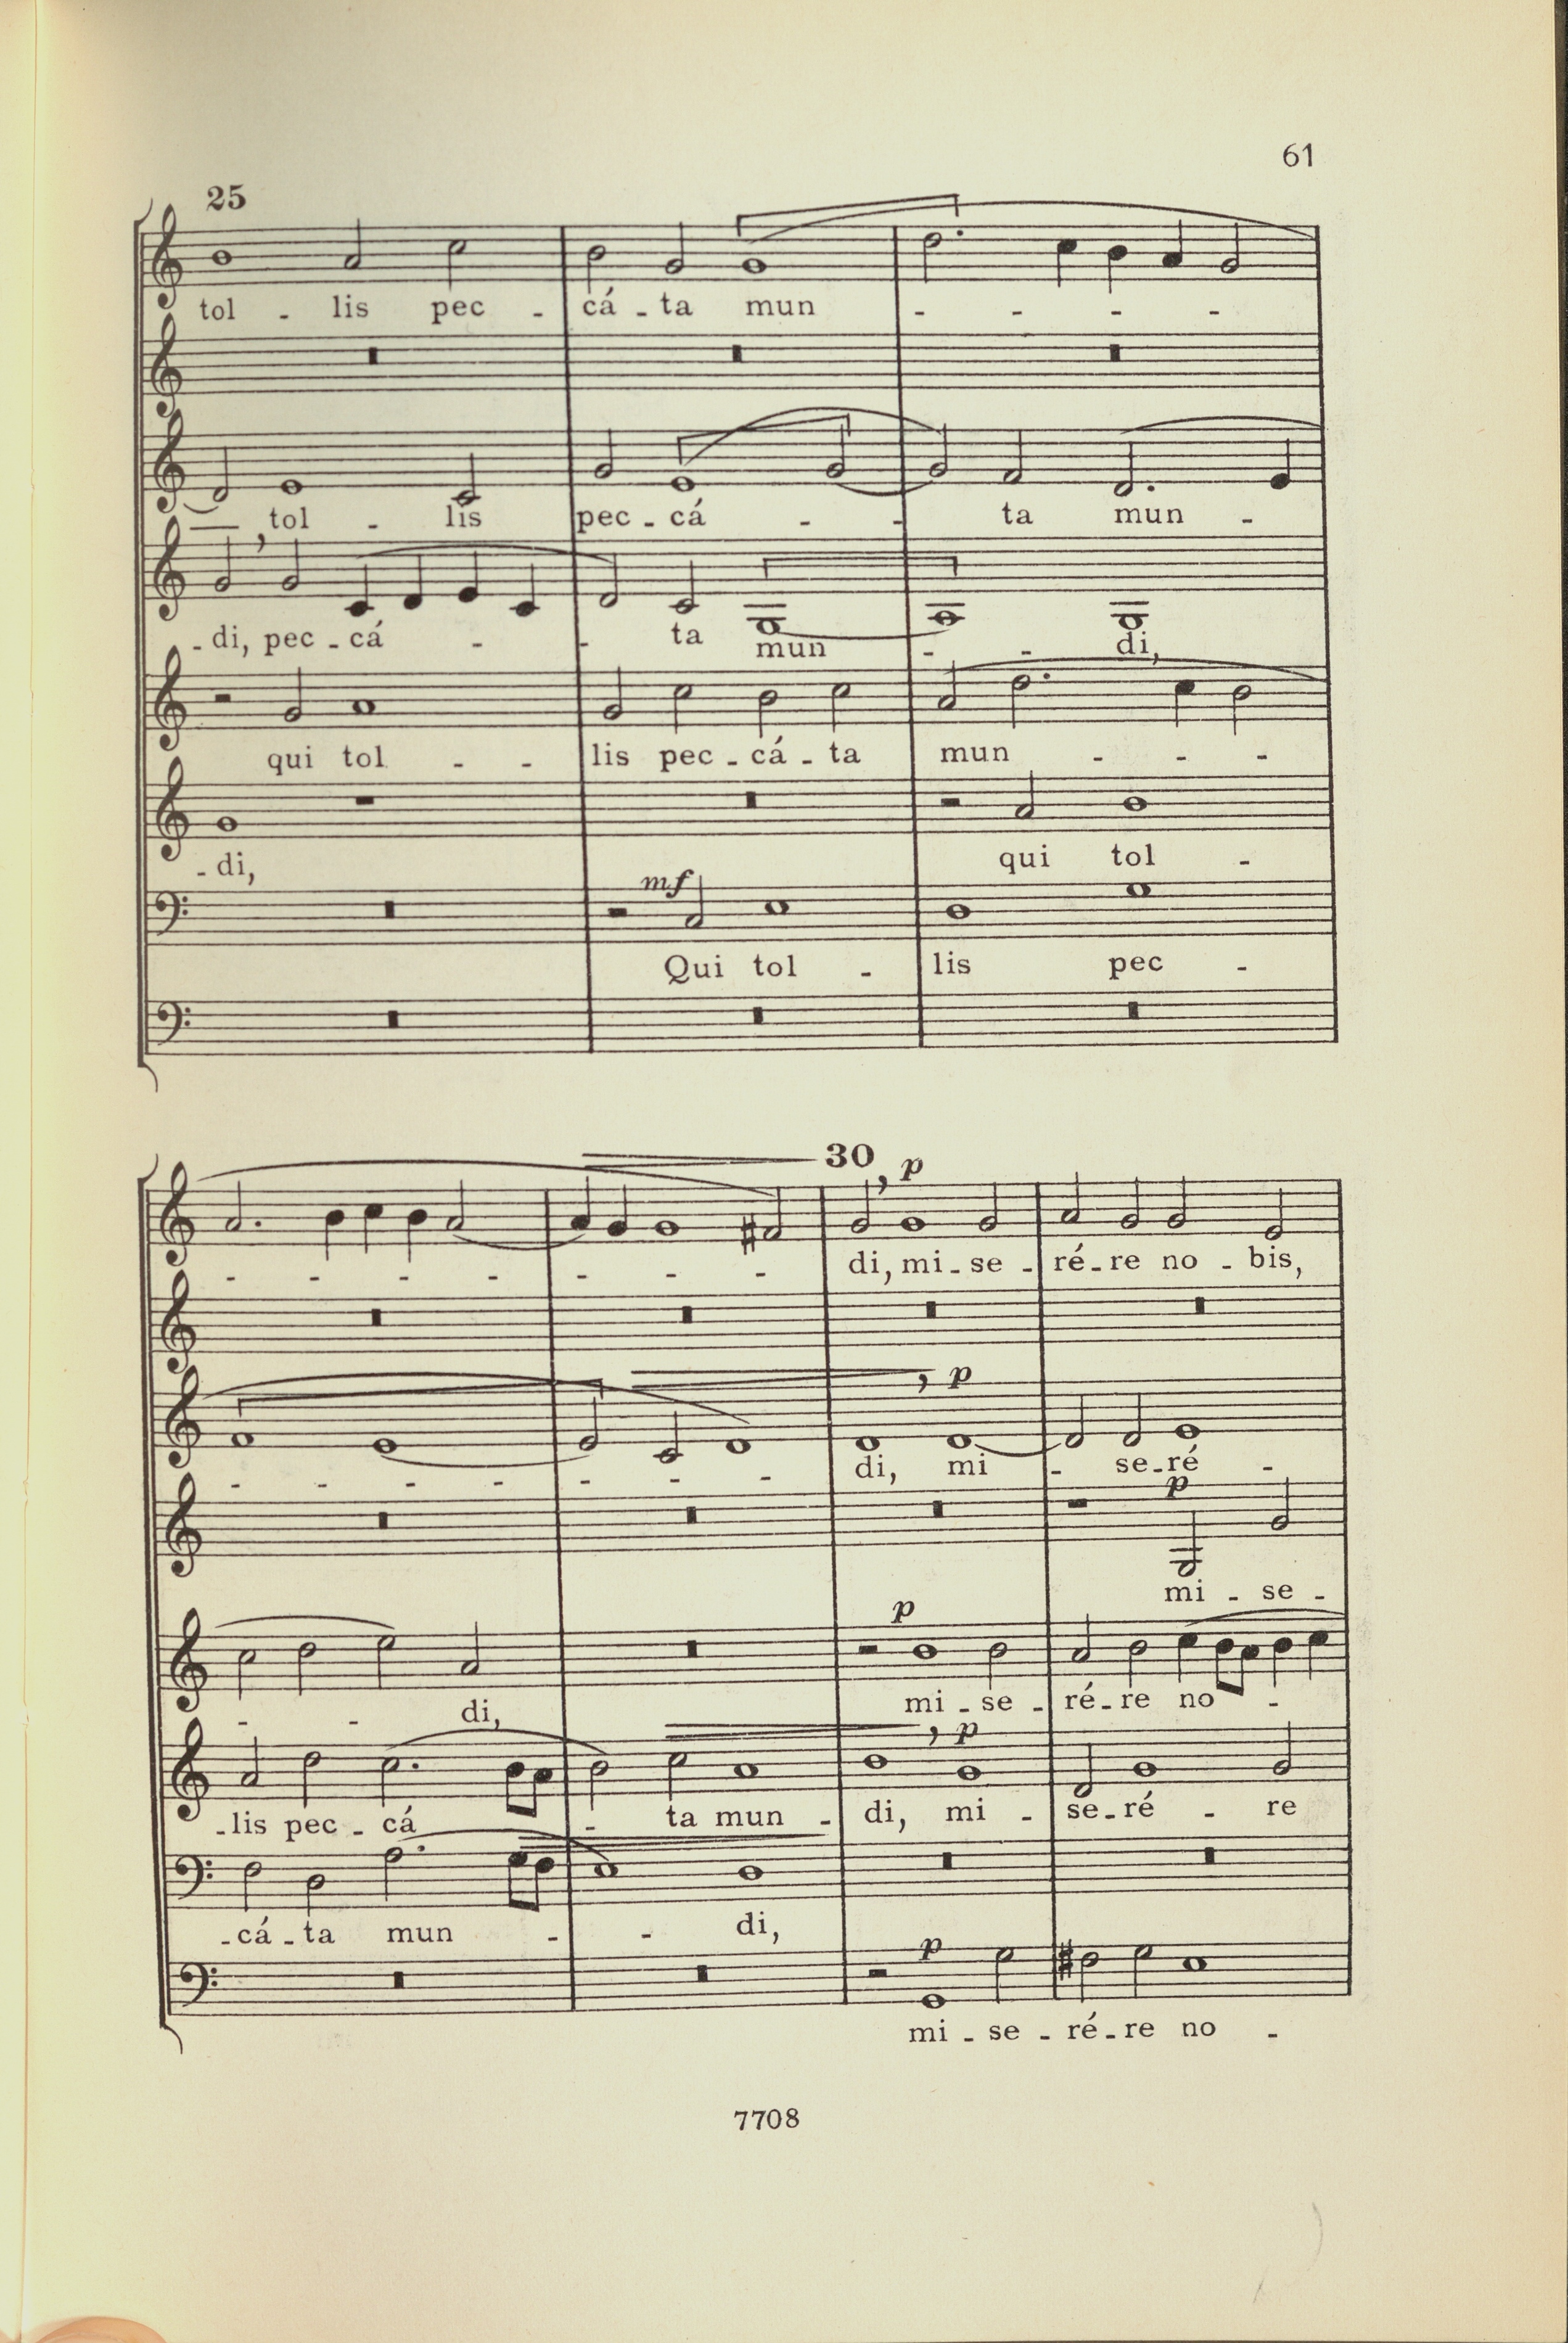 61
25
tol - lis pec - cá - ta mun - - - -
tol - lis pec - cá - - ta mun -
- di, pec - cá - - ta mun - - di,
qui tol - - lis pec - cá - ta mun - - -
- di, qui tol -
mf
Qui tol - lis pec -
30 p
- - - - - - - di, mi - se - ré - re no - bis,
p
- - - - - - - di, mi - se - ré -
p
mi - se -
p
- - di, mi - se - ré - re no -
p
- lis pec - cá - ta mun - di, mi - se - ré - re
- cá - ta mun - - di,
p
mi - se - ré - re no -
7708